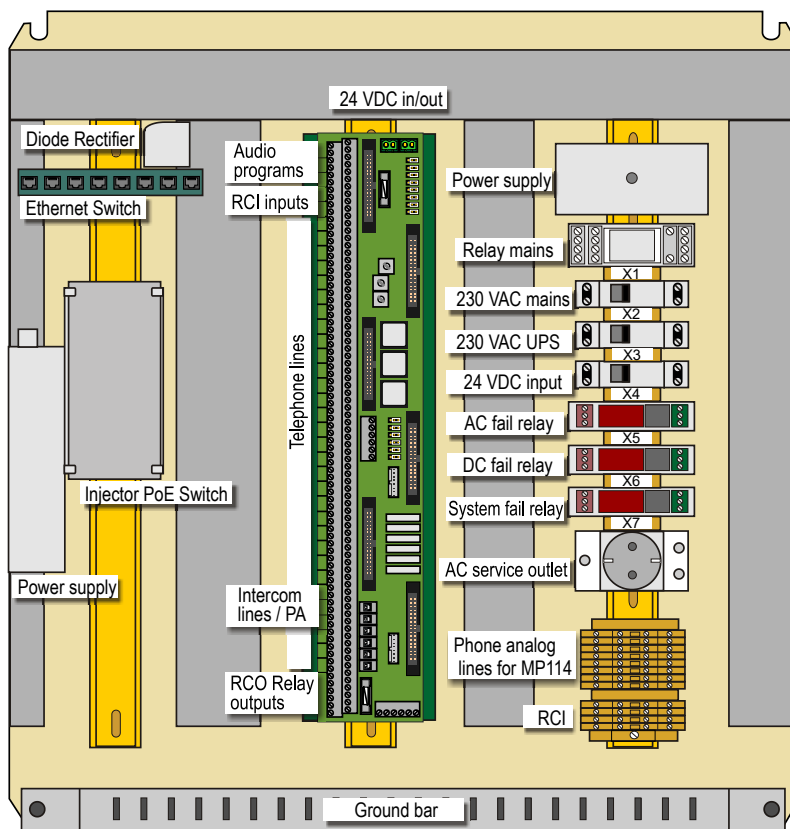 24 VDC in/out
Diode Rectifier
Ethernet Switch
Injector PoE Switch
Power supply
Audio
programs
RCI inputs
Telephone lines
Intercom
lines / PA
RCO Relay
outputs
Power supply
Relay mains
X1
230 VAC mains
X2
230 VAC UPS
X3
24 VDC input
X4
AC fail relay
X5
DC fail relay
X6
System fail relay
X7
AC service outlet
Phone analog
lines for MP114
RCI
Ground bar